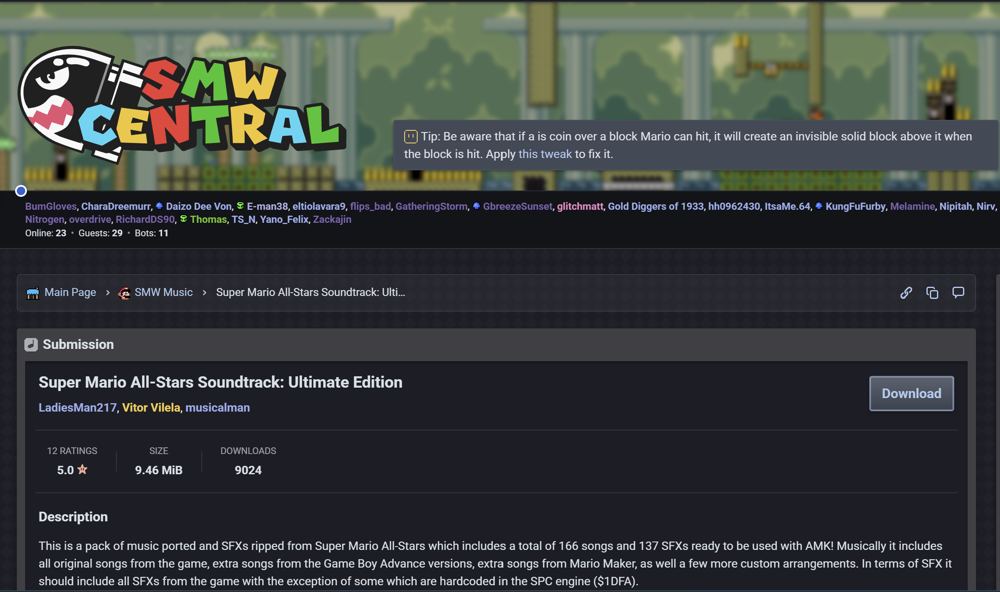 SMW
CENTRAL
Tip: Be aware that if a is coin over a block Mario can hit, it will create an invisible solid block above it when
the block is hit. Apply this tweak to fix it.
BumGloves, CharaDreemurr, Daizo Dee Von, E-man38, eltiolavara9, flips_bad, GatheringStorm, GbreezeSunset, glitchmatt, Gold Diggers of 1933, hh0962430, ItsaMe.64, KungFuFurby, Melamine, Nipitah, Nirv,
Nitrogen, overdrive, RichardDS90, Thomas, TS_N, Yano_Felix, Zackajin
Online: 23 • Guests: 29 • Bots: 11
Main Page › SMW Music › Super Mario All-Stars Soundtrack: Ulti...
Submission
Super Mario All-Stars Soundtrack: Ultimate Edition
LadiesMan217, Vitor Vilela, musicalman
Download
12 RATINGS SIZE DOWNLOADS
5.0 9.46 MiB 9024
Description
This is a pack of music ported and SFXs ripped from Super Mario All-Stars which includes a total of 166 songs and 137 SFXs ready to be used with AMK! Musically it includes
all original songs from the game, extra songs from the Game Boy Advance versions, extra songs from Mario Maker, as well a few more custom arrangements. In terms of SFX it
should include all SFXs from the game with the exception of some which are hardcoded in the SPC engine ($1DFA).